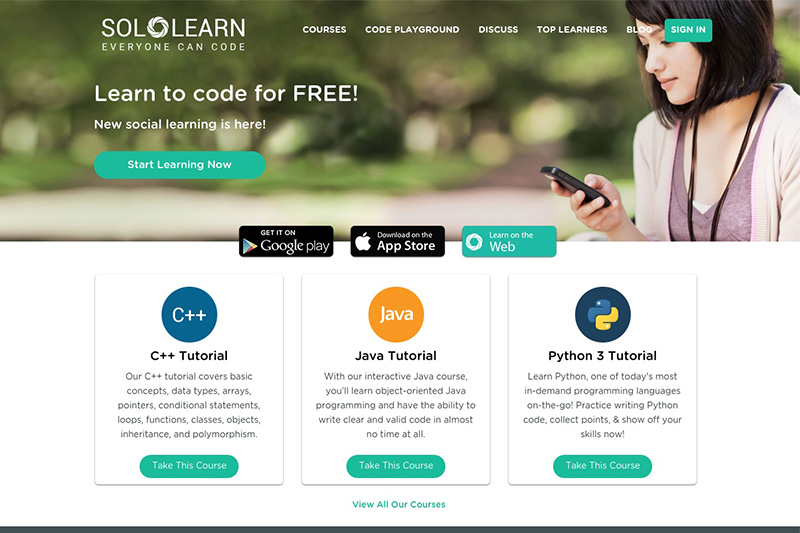 SOLOLEARN
EVERYONE CAN CODE
COURSES
CODE PLAYGROUND
DISCUSS
TOP LEARNERS
BLOG
SIGN IN
Learn to code for FREE!
New social learning is here!
Start Learning Now
GET IT ON
Google play
Download on the
App Store
Learn on the
Web
C++
C++ Tutorial
Our C++ tutorial covers basic
concepts, data types, arrays,
pointers, conditional statements,
loops, functions, classes, objects,
inheritance, and polymorphism.
Take This Course
Java
Java Tutorial
With our interactive Java course,
you'll learn object-oriented Java
programming and have the ability to
write clear and valid code in almost
no time at all.
Take This Course
Python 3 Tutorial
Learn Python, one of today's most
in-demand programming languages
on-the-go! Practice writing Python
code, collect points, & show off your
skills now!
Take This Course
View All Our Courses